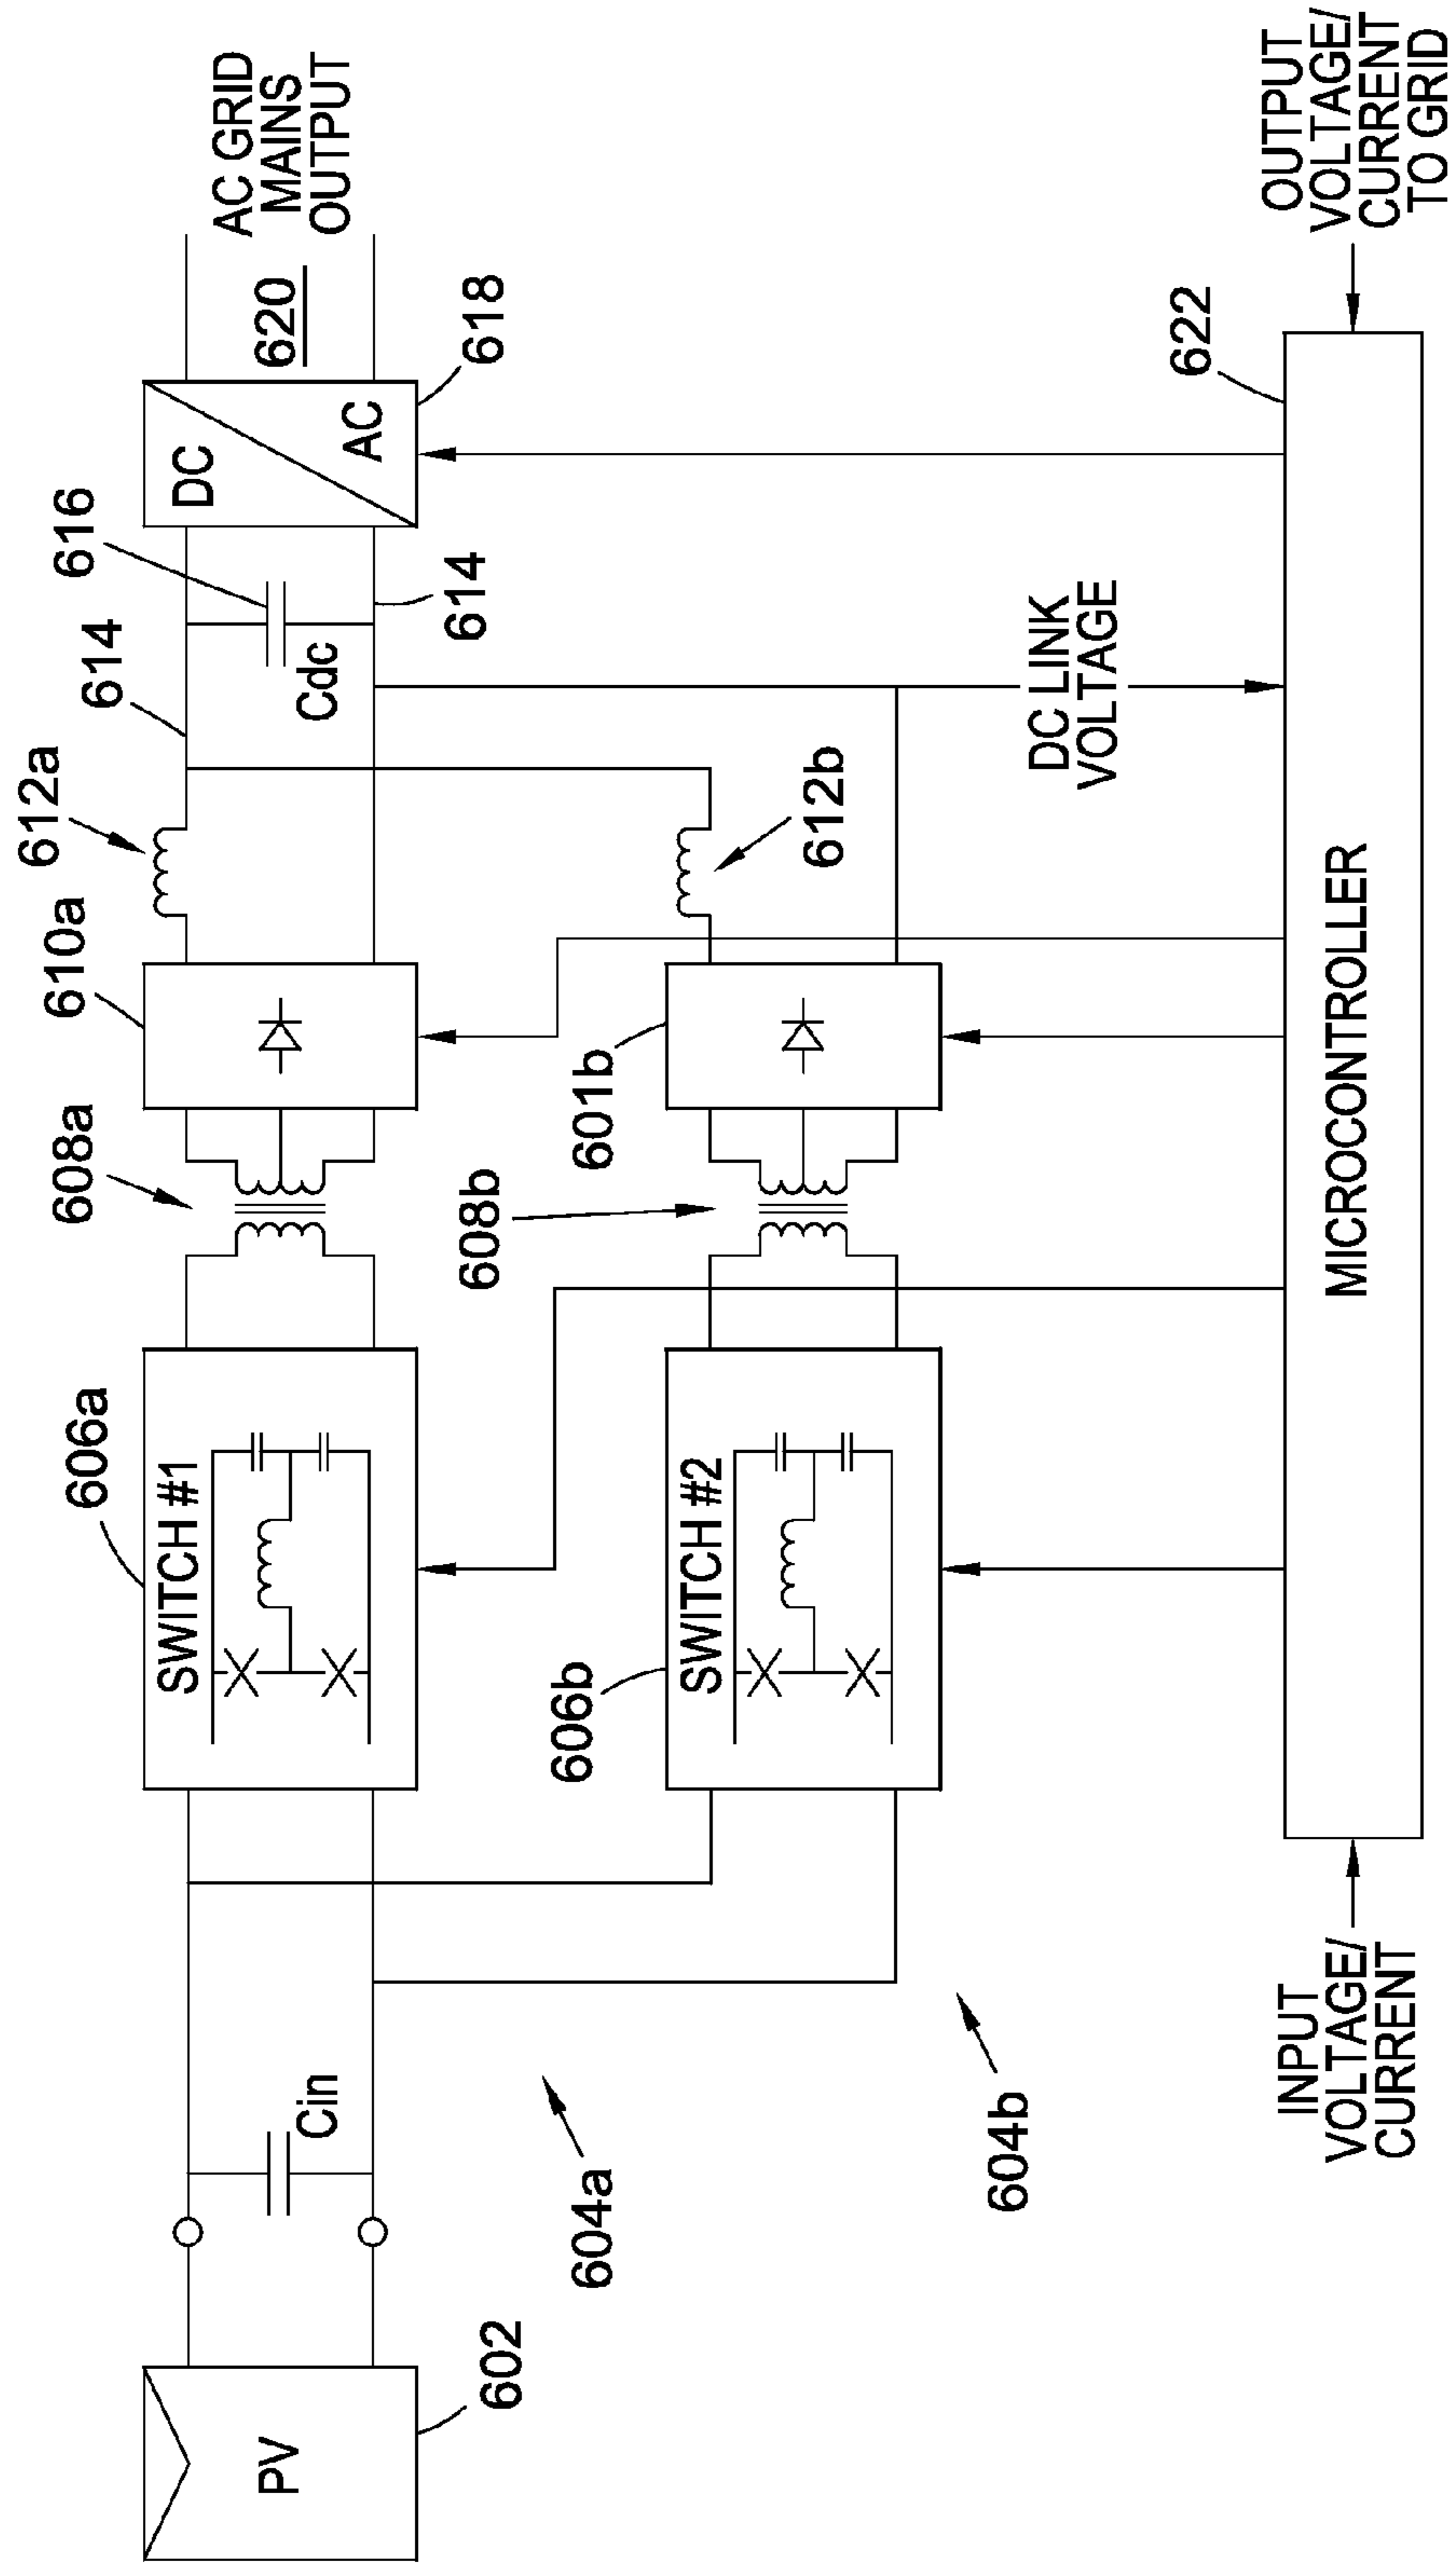 PV
602
Cin
604a
604b
606a
SWITCH #1
606b
SWITCH #2
608a
608b
610a
601b
612a
612b
614
616
Cdc
614
DC
AC
618
620
AC GRID
MAINS
OUTPUT
DC LINK
VOLTAGE
622
MICROCONTROLLER
INPUT
VOLTAGE/
CURRENT
OUTPUT
VOLTAGE/
CURRENT
TO GRID